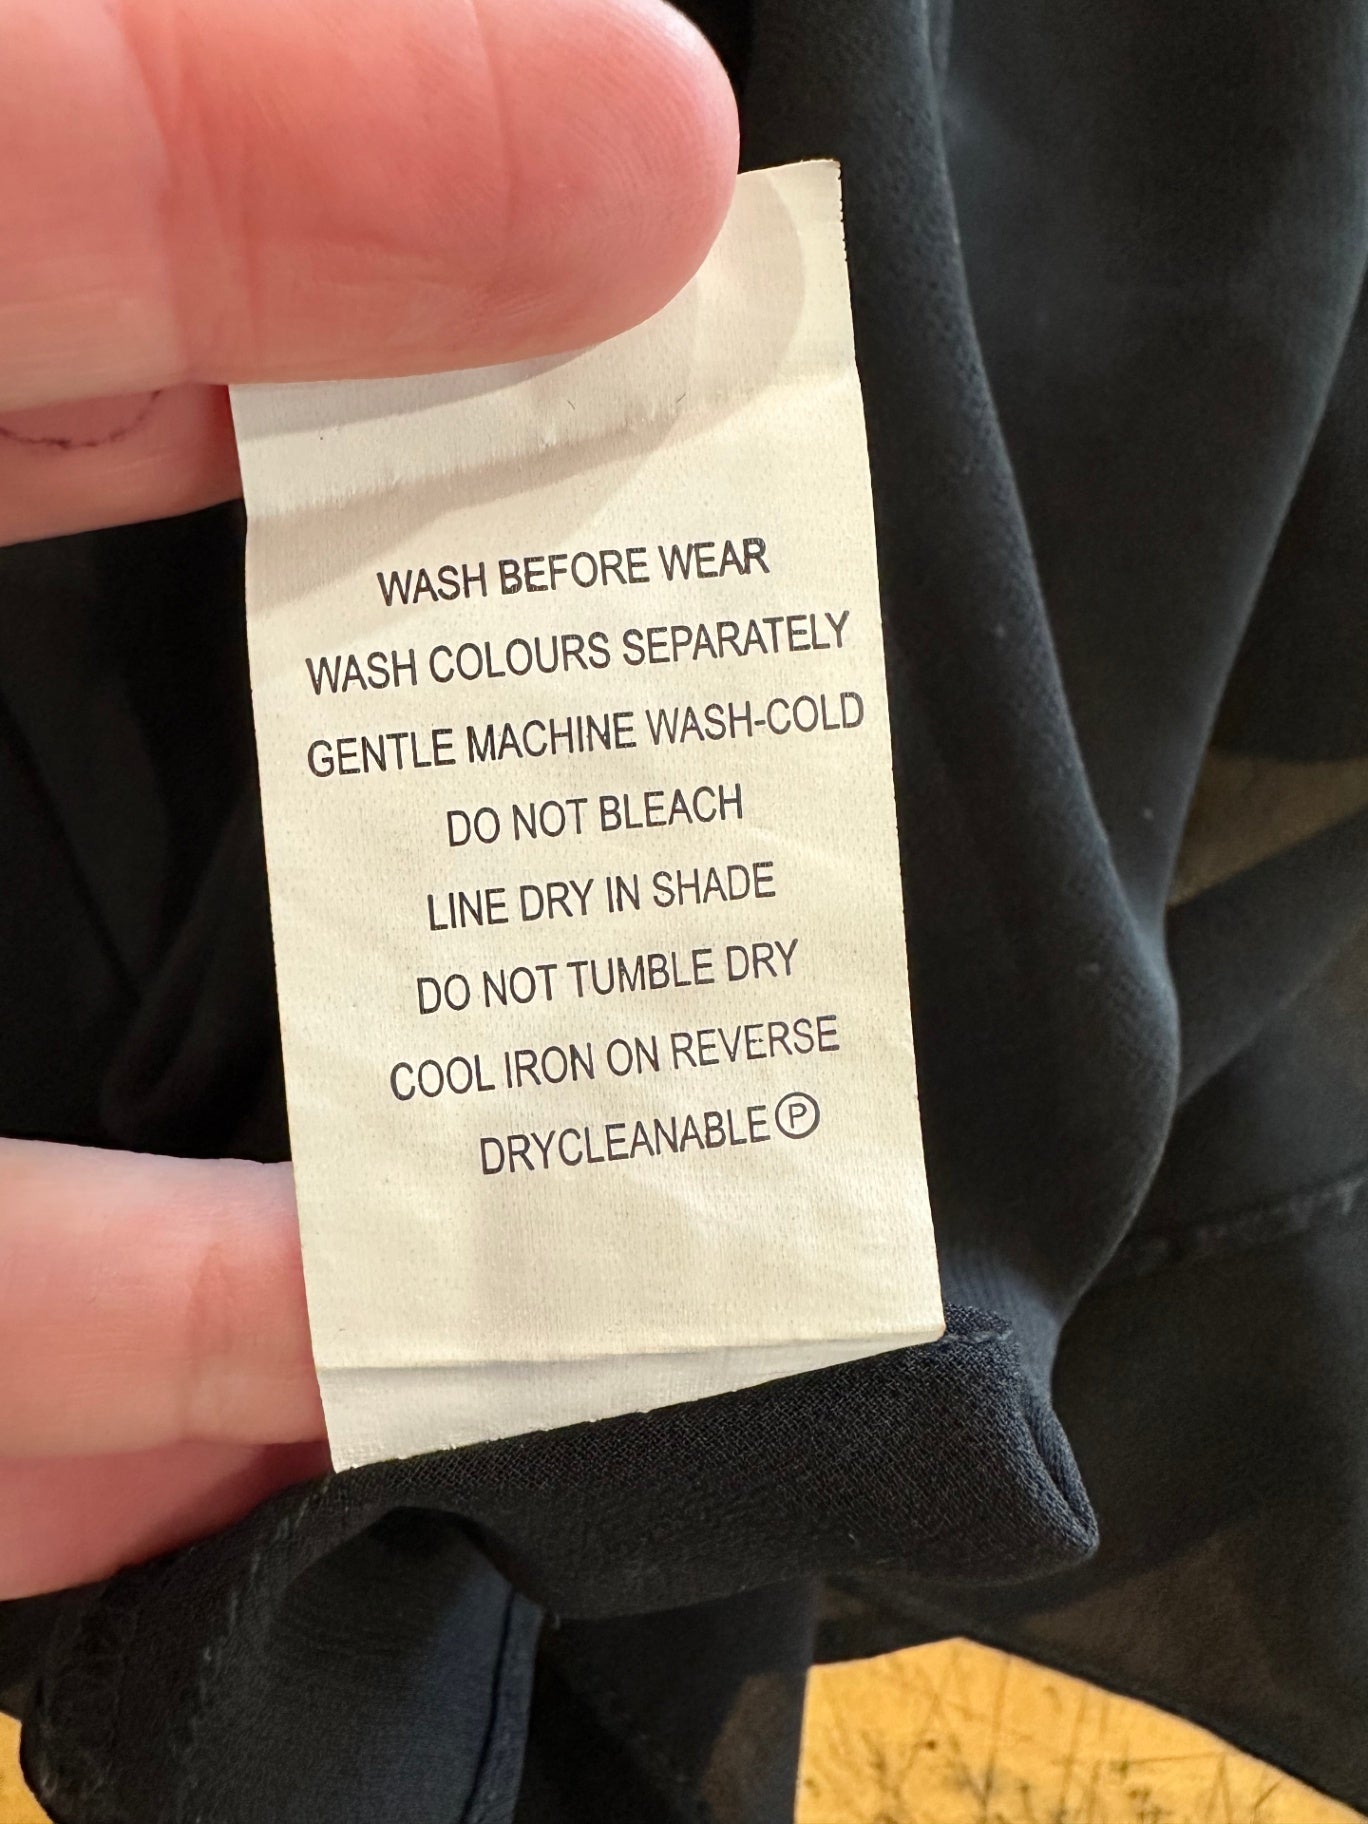 WASH BEFORE WEAR
WASH COLOURS SEPARATELY
GENTLE MACHINE WASH-COLD
DO NOT BLEACH
LINE DRY IN SHADE
DO NOT TUMBLE DRY
COOL IRON ON REVERSE
DRYCLEANABLE Ⓟ